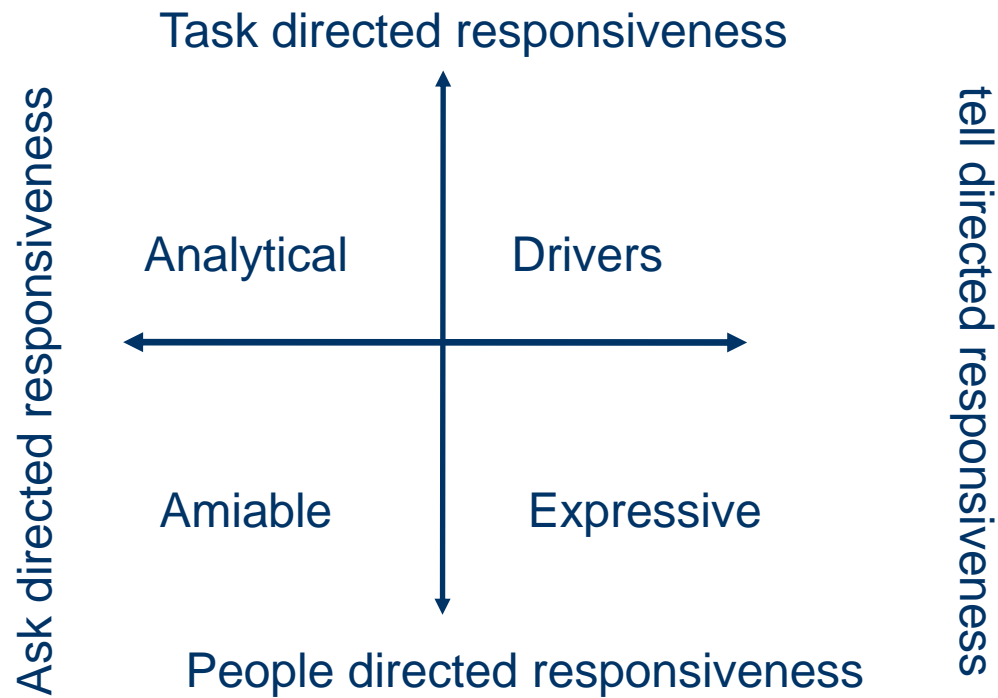 Task directed responsiveness
Ask directed responsiveness
tell directed responsiveness
Analytical
Drivers
Amiable
Expressive
People directed responsiveness